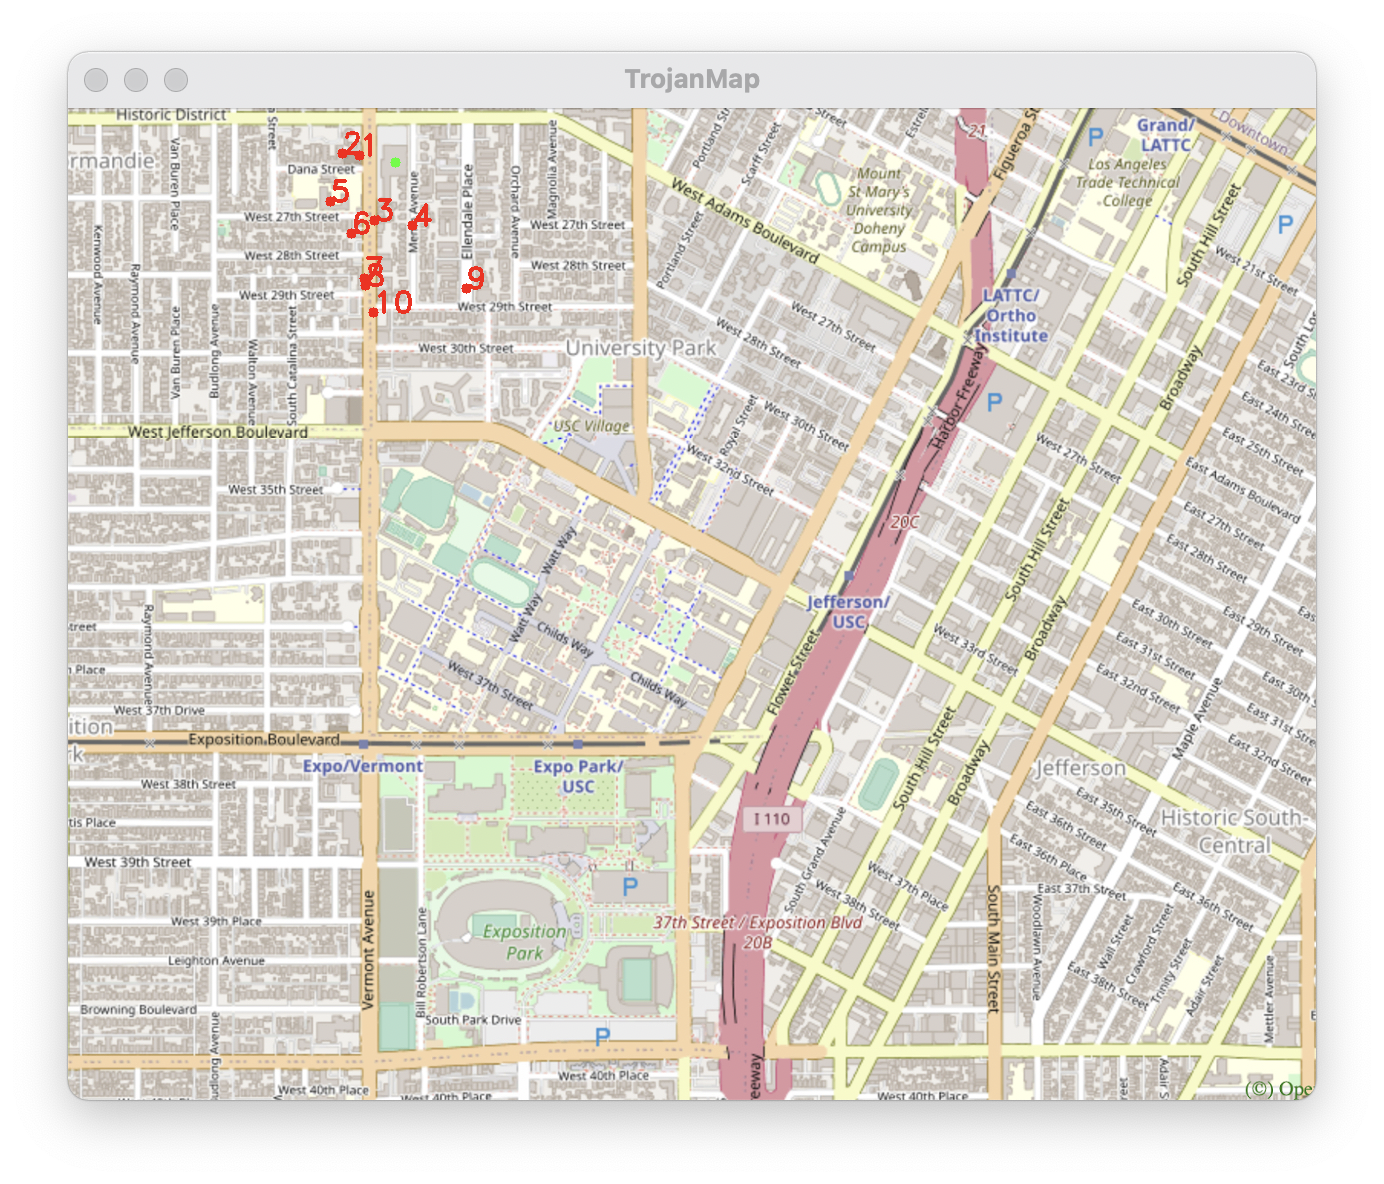 TrojanMap
Historic District
Street
Van Buren Place
Dana Street
21
5
West 27th Street
6
3
4
West 28th Street
7
8
West 29th Street
10
9
Ellendale Place
Orchard Avenue
Magnolia Avenue
West 27th Street
West 28th Street
West 29th Street
West 30th Street
Kenwood Avenue
Raymond Avenue
Van Buren Place
Budlong Avenue
Walton Avenue
South Catalina Street
West Jefferson Boulevard
West 35th Street
University Park
USC Village
Portland Street
Scarff Street
West Adams Boulevard
Portland Street
Mount
St Mary's
University
Doheny
Campus
21
Figueroa St
P
Grand/
LATTC
Downtown
Los Angeles
Trade Technical
College
P
South Hill Street
West 21st Street
LATTC/
Ortho
Institute
West 27th Street
West 28th Street
West 30th Street
Royal Street
West 32nd Street
Harbor Freeway
P
Broadway
South Los
East 23rd St
East 24th Street
East 25th Street
West 27th Street
East Adams Boulevard
East 27th Street
East 28th Street
20C
South Hill Street
Broadway
Jefferson/
USC
Watt Way
Watt Way
Childs Way
Childs Way
West 37th Street
Flower Street
West 33rd Street
East 30th Street
East 29th Street
East 31st Street
East 30th
East 32nd Street
East 31st Street
East 32nd Street
Maple Avenue
Raymond Avenue
West 37th Drive
Exposition Boulevard
Expo/Vermont
Expo Park/
USC
West 38th Street
West 39th Street
West 39th Place
Leighton Avenue
Browning Boulevard
Vermont Avenue
Bill Robertson Lane
Exposition
Park
South Park Drive
P
P
I 110
37th Street / Exposition Blvd
20B
South Hill Street
Broadway
South Grand Avenue
West 37th Place
West 38th Street
Jefferson
Historic South-
Central
East 35th Street
East 36th Street
East 36th Place
East 37th Street
East 36th Street
South Main Street
Woodlawn Avenue
Wall Street
Crawford Street
Trinity Street
Adair Street
East 38th Street
Mettler Avenue
West 40th Place
West 40th Place
West 40th Place
West 40th Place
(©) Ope